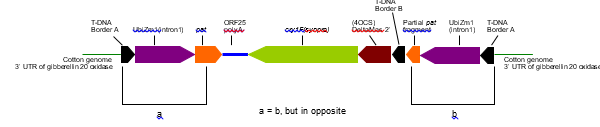 T-DNA
Border A
UbiZm1(intron1)
pat
ORF25
polyA
cry1F(synpro)
(4OCS)
DeltaMas 2'
T-DNA
Border B
Partial pat
fragment
UbiZm1
(intron 1)
T-DNA
Border A
Cotton genome
3' UTR of gibberellin 20 oxidase
Cotton genome
3' UTR of gibberellin 20 oxidase
a
a = b, but in opposite
b